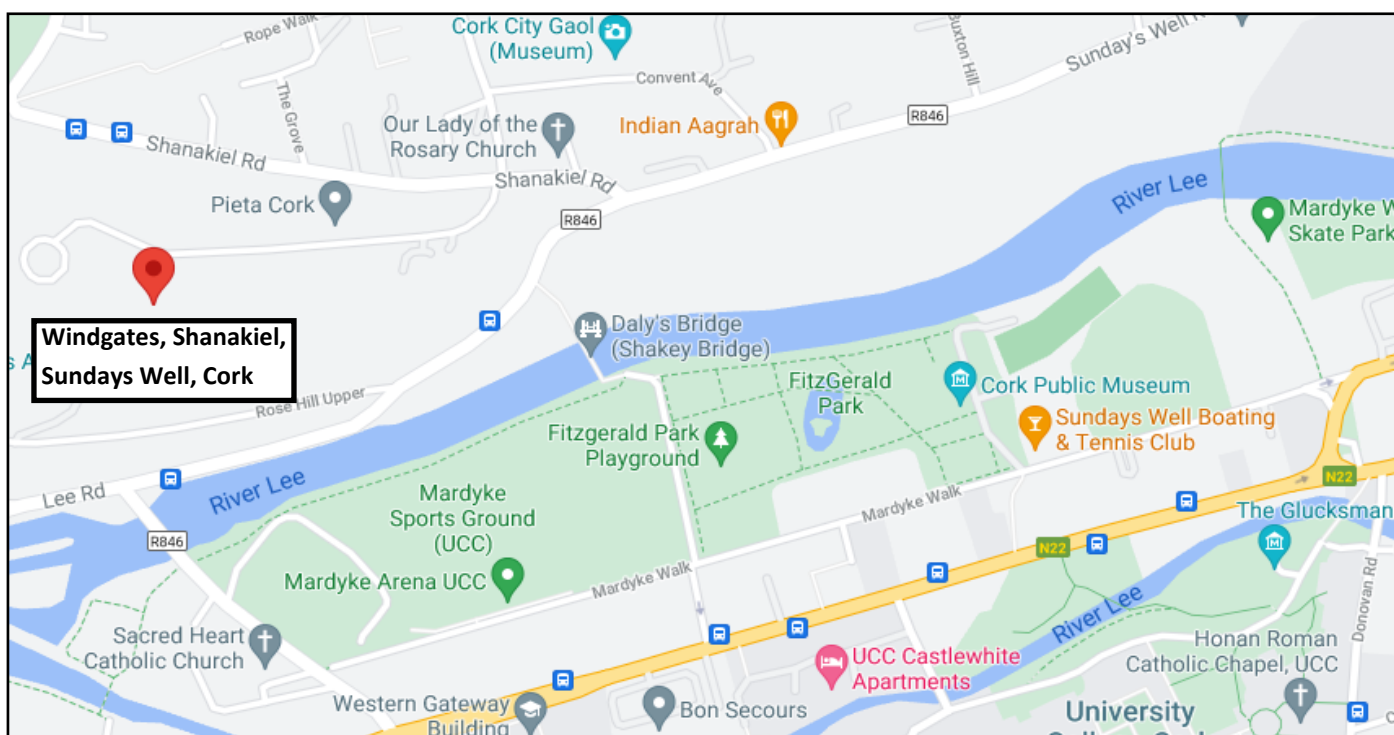 Rope Walk
Cork City Gaol
(Museum)
Buxton Hill
Sunday's Well
Convent Ave
The Grove
Our Lady of the
Rosary Church
Indian Aagrah
R846
Shanakiel Rd
Shanakiel Rd
River Lee
Pieta Cork
R846
Mardyke W
Skate Park
Windgates, Shanakiel,
Sundays Well, Cork
Daly's Bridge
(Shakey Bridge)
FitzGerald
Park
Cork Public Museum
Rose Hill Upper
Sundays Well Boating
& Tennis Club
Fitzgerald Park
Playground
N22
Lee Rd
River Lee
Mardyke
Sports Ground
(UCC)
Mardyke Walk
The Glucksman
R846
N22
Mardyke Arena UCC
Mardyke Walk
Donovan Rd
River Lee
Sacred Heart
Catholic Church
Honan Roman
Catholic Chapel, UCC
UCC Castlewhite
Apartments
Western Gateway
Building
Bon Secours
University